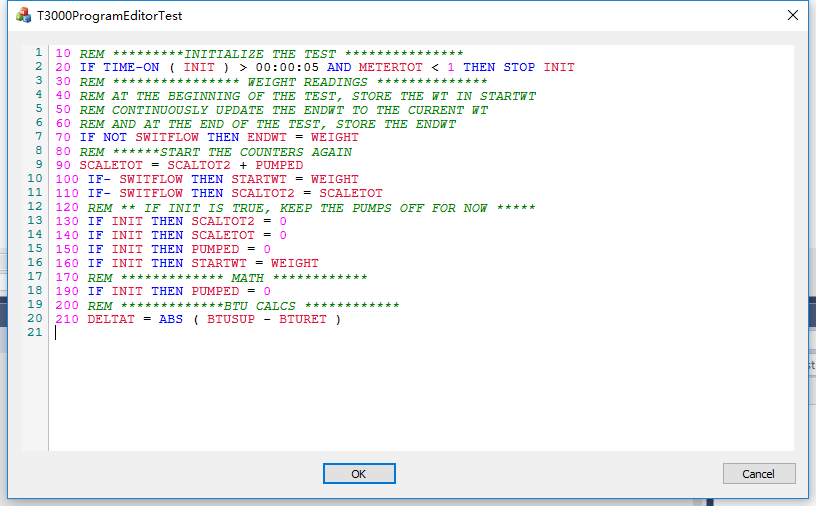 T3000ProgramEditorTest
1 10 REM *********INITIALIZE THE TEST ***************
2 20 IF TIME-ON ( INIT ) > 00:00:05 AND METERTOT < 1 THEN STOP INIT
3 30 REM **************** WEIGHT READINGS **************
4 40 REM AT THE BEGINNING OF THE TEST, STORE THE WT IN STARTWT
5 50 REM CONTINUOUSLY UPDATE THE ENDWT TO THE CURRENT WT
6 60 REM AND AT THE END OF THE TEST, STORE THE ENDWT
7 70 IF NOT SWITFLOW THEN ENDWT = WEIGHT
8 80 REM ******START THE COUNTERS AGAIN
9 90 SCALETOT = SCALTOT2 + PUMPED
10 100 IF- SWITFLOW THEN STARTWT = WEIGHT
11 110 IF- SWITFLOW THEN SCALTOT2 = SCALETOT
12 120 REM ** IF INIT IS TRUE, KEEP THE PUMPS OFF FOR NOW *****
13 130 IF INIT THEN SCALTOT2 = 0
14 140 IF INIT THEN SCALETOT = 0
15 150 IF INIT THEN PUMPED = 0
16 160 IF INIT THEN STARTWT = WEIGHT
17 170 REM ************* MATH ************
18 190 IF INIT THEN PUMPED = 0
19 200 REM *************BTU CALCS ************
20 210 DELTAT = ABS ( BTUSUP - BTURET )
21
OK Cancel